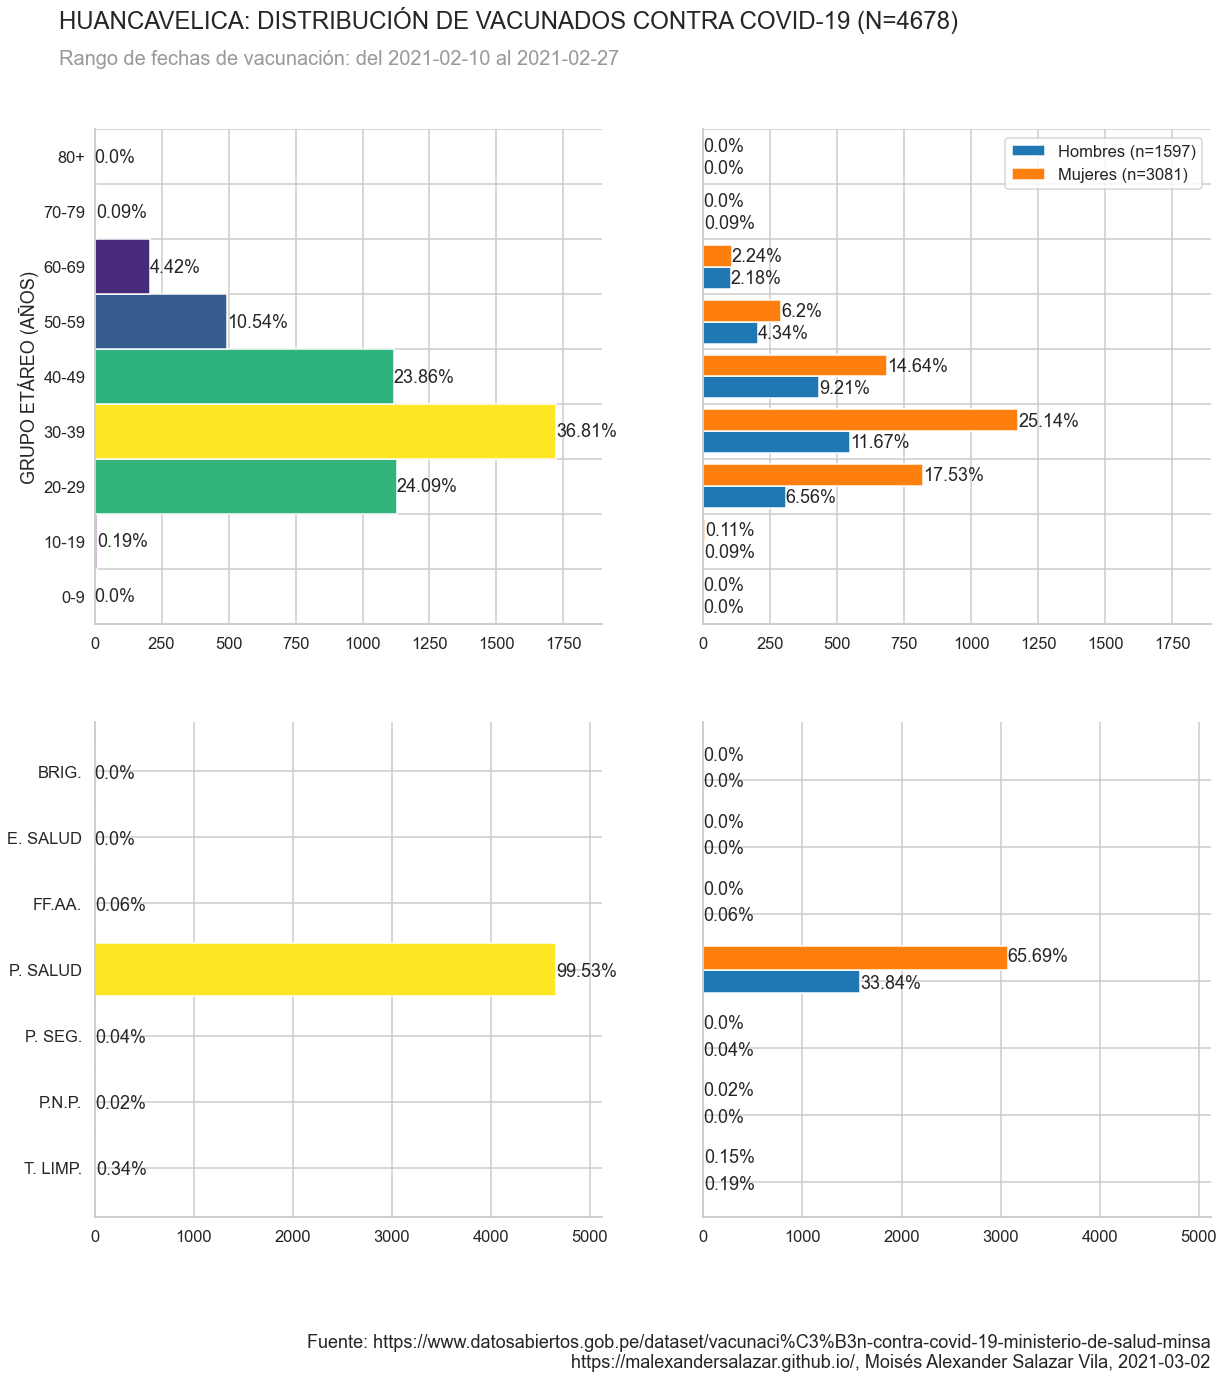 HUANCAVELICA: DISTRIBUCIÓN DE VACUNADOS CONTRA COVID-19 (N=4678)
Rango de fechas de vacunación: del 2021-02-10 al 2021-02-27
GRUPO ETÁREO (AÑOS)
80+ 0.0%
70-79 0.09%
60-69 4.42%
50-59 10.54%
40-49 23.86%
30-39 36.81%
20-29 24.09%
10-19 0.19%
0-9 0.0%
0 250 500 750 1000 1250 1500 1750
Hombres (n=1597)
Mujeres (n=3081)
0.0%
0.0%
0.0%
0.09%
2.24%
2.18%
6.2%
4.34%
14.64%
9.21%
25.14%
11.67%
17.53%
6.56%
0.11%
0.09%
0.0%
0.0%
0 250 500 750 1000 1250 1500 1750
BRIG. 0.0%
E. SALUD 0.0%
FF.AA. 0.06%
P. SALUD 99.53%
P. SEG. 0.04%
P.N.P. 0.02%
T. LIMP. 0.34%
0 1000 2000 3000 4000 5000
0.0%
0.0%
0.0%
0.0%
0.0%
0.06%
65.69%
33.84%
0.0%
0.04%
0.02%
0.0%
0.15%
0.19%
0 1000 2000 3000 4000 5000
Fuente: https://www.datosabiertos.gob.pe/dataset/vacunaci%C3%B3n-contra-covid-19-ministerio-de-salud-minsa
https://malexandersalazar.github.io/, Moisés Alexander Salazar Vila, 2021-03-02